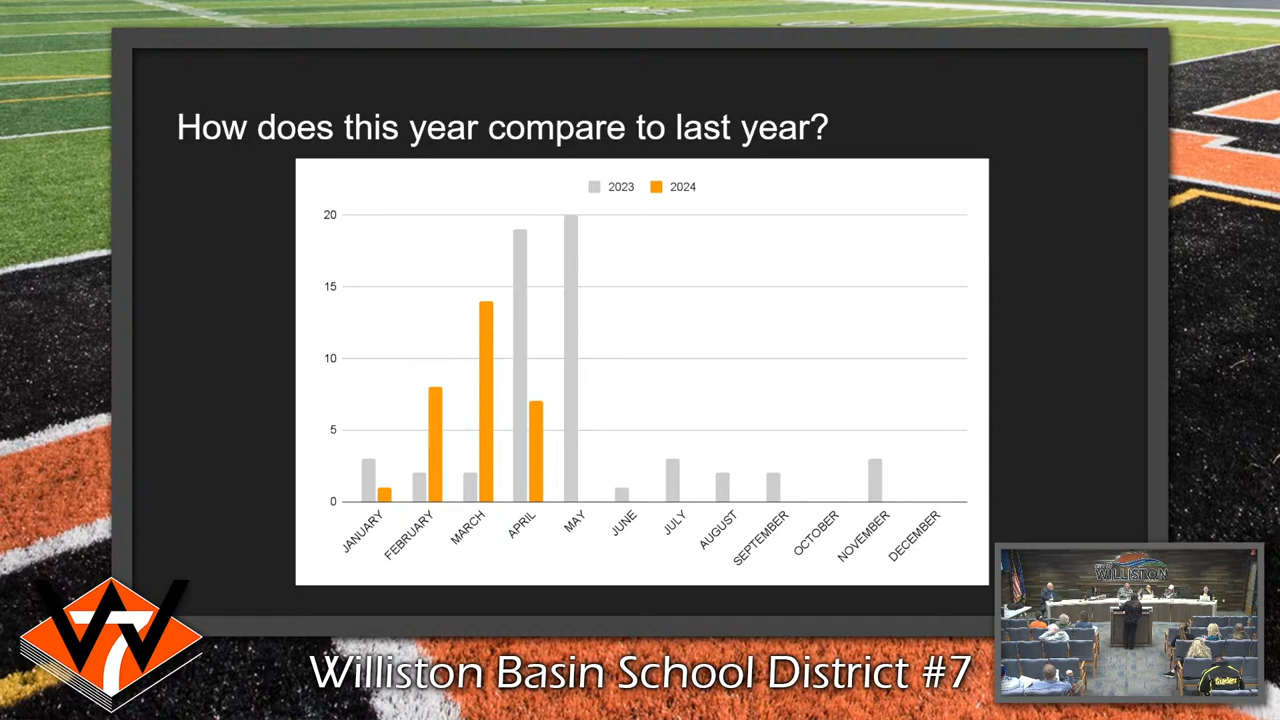 How does this year compare to last year?
2023 2024
20
15
10
5
0
JANUARY FEBRUARY MARCH APRIL MAY JUNE JULY AUGUST SEPTEMBER OCTOBER NOVEMBER DECEMBER
WILLISTON
W7
Williston Basin School District #7